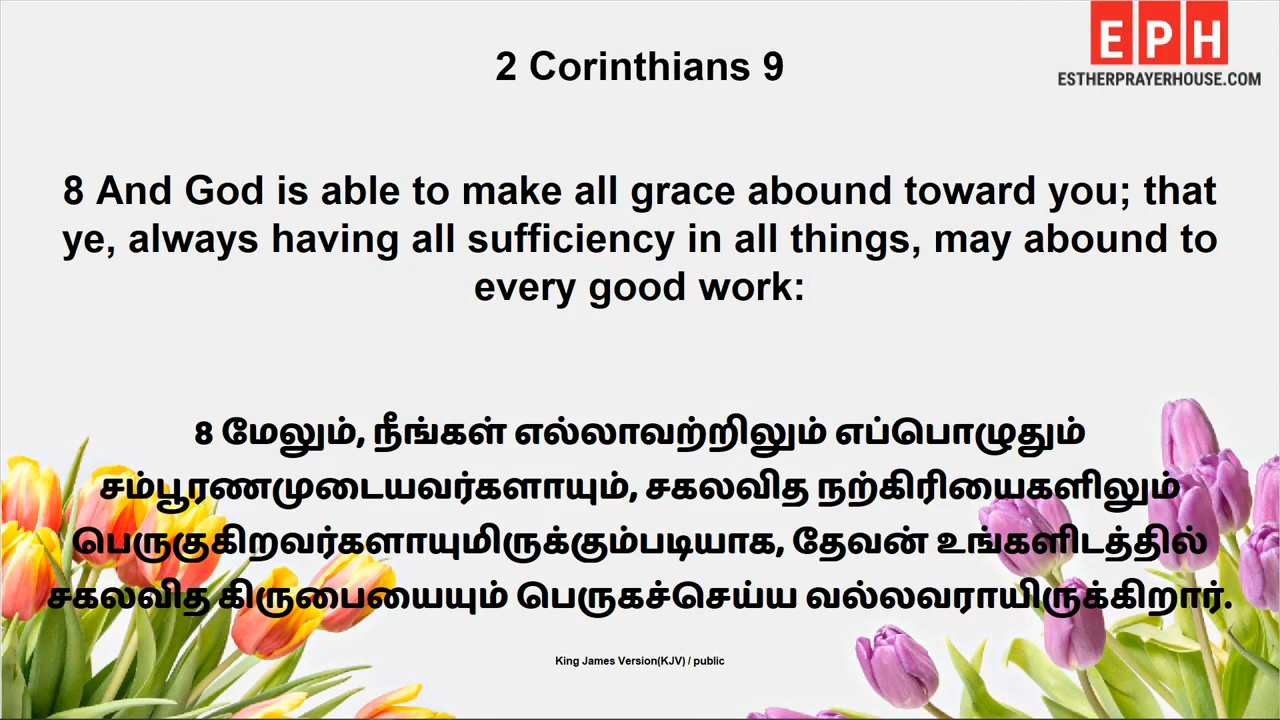 EPH
ESTHERPRAYERHOUSE.COM
2 Corinthians 9
8 And God is able to make all grace abound toward you; that
ye, always having all sufficiency in all things, may abound to
every good work:
8 மேலும், நீங்கள் எல்லாவற்றிலும் எப்பொழுதும்
சம்பூரணமுடையவர்களாயும், சகலவித நற்கிரியைகளிலும்
பெருகுகிறவர்களாயுமிருக்கும்படியாக, தேவன் உங்களிடத்தில்
சகலவித கிருபையையும் பெருகச்செய்ய வல்லவராயிருக்கிறார்.
King James Version(KJV) / public